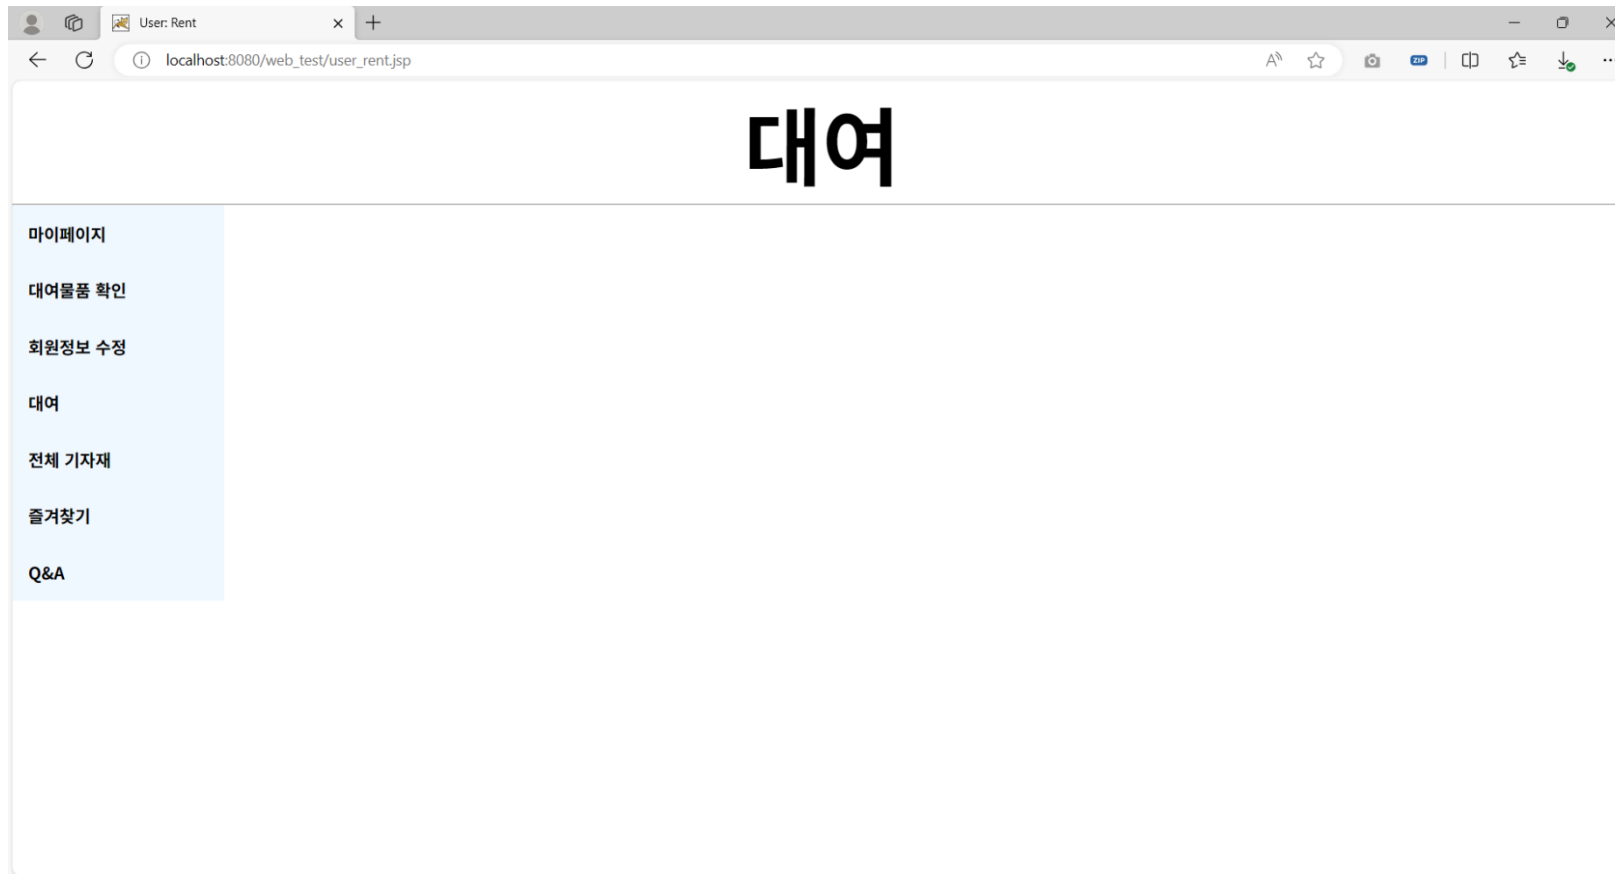 User: Rent
localhost:8080/web_test/user_rent.jsp
ZIP
대여
마이페이지
대여물품 확인
회원정보 수정
대여
전체 기자재
즐겨찾기
Q&A